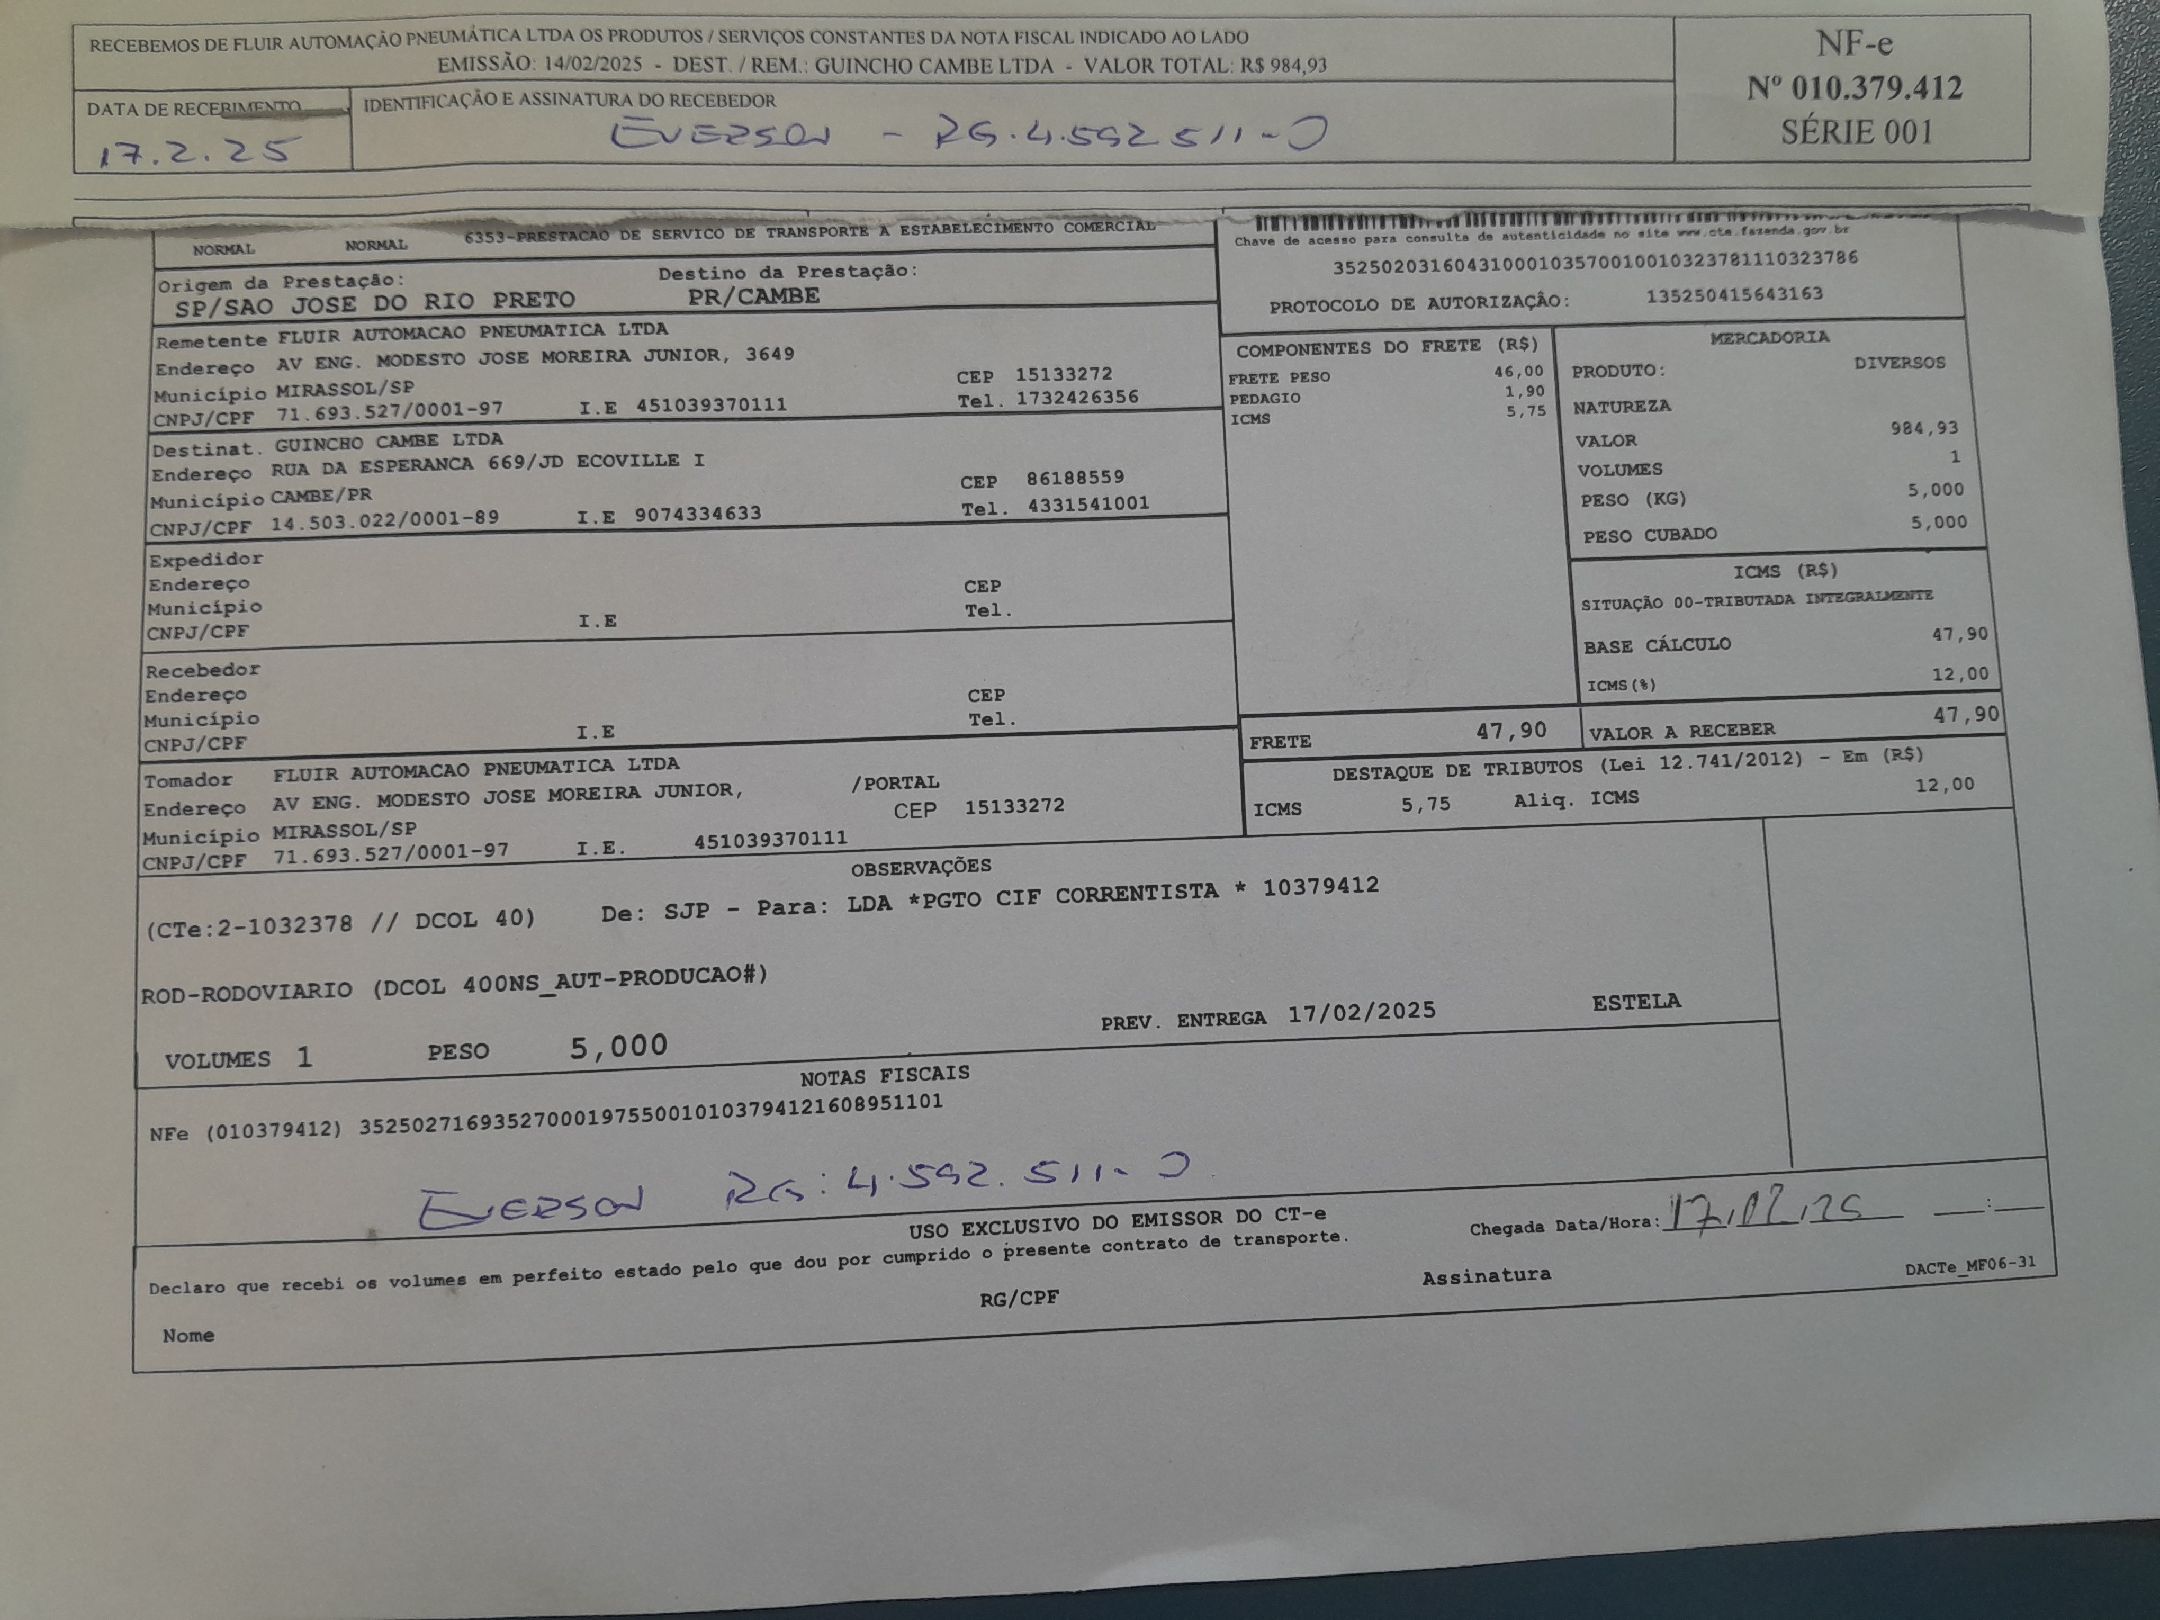 RECEBEMOS DE FLUIR AUTOMAÇÃO PNEUMÁTICA LTDA OS PRODUTOS / SERVIÇOS CONSTANTES DA NOTA FISCAL INDICADO AO LADO
EMISSÃO: 14/02/2025 - DEST. / REM.: GUINCHO CAMBE LTDA - VALOR TOTAL: R$ 984,93
NF-e
Nº 010.379.412
SÉRIE 001
DATA DE RECEBIMENTO
17.2.25
IDENTIFICAÇÃO E ASSINATURA DO RECEBEDOR
EVERSON - RG.4.592511-0
NORMAL NORMAL 6353-PRESTACAO DE SERVICO DE TRANSPORTE A ESTABELECIMENTO COMERCIAL
Chave de acesso para consulta de autenticidade no site www.cte.fazenda.gov.br
35250203160431000103570010010323781110323786
PROTOCOLO DE AUTORIZAÇÃO: 135250415643163
Origem da Prestação: Destino da Prestação:
SP/SAO JOSE DO RIO PRETO PR/CAMBE
Remetente FLUIR AUTOMACAO PNEUMATICA LTDA
Endereço AV ENG. MODESTO JOSE MOREIRA JUNIOR, 3649
Município MIRASSOL/SP CEP 15133272
CNPJ/CPF 71.693.527/0001-97 I.E 451039370111 Tel. 1732426356
Destinat. GUINCHO CAMBE LTDA
Endereço RUA DA ESPERANCA 669/JD ECOVILLE I
Município CAMBE/PR CEP 86188559
CNPJ/CPF 14.503.022/0001-89 I.E 9074334633 Tel. 4331541001
Expedidor
Endereço
Município CEP
CNPJ/CPF I.E Tel.
Recebedor
Endereço
Município CEP
CNPJ/CPF I.E Tel.
Tomador FLUIR AUTOMACAO PNEUMATICA LTDA
Endereço AV ENG. MODESTO JOSE MOREIRA JUNIOR, /PORTAL
Município MIRASSOL/SP CEP 15133272
CNPJ/CPF 71.693.527/0001-97 I.E. 451039370111
COMPONENTES DO FRETE (R$)
FRETE PESO 46,00
PEDAGIO 1,90
ICMS 5,75
MERCADORIA
PRODUTO: DIVERSOS
NATUREZA
VALOR 984,93
VOLUMES 1
PESO (KG) 5,000
PESO CUBADO 5,000
ICMS (R$)
SITUAÇÃO 00-TRIBUTADA INTEGRALMENTE
BASE CÁLCULO 47,90
ICMS(%) 12,00
FRETE 47,90 VALOR A RECEBER 47,90
DESTAQUE DE TRIBUTOS (Lei 12.741/2012) - Em (R$)
ICMS 5,75 Aliq. ICMS 12,00
OBSERVAÇÕES
(CTe:2-1032378 // DCOL 40) De: SJP - Para: LDA *PGTO CIF CORRENTISTA * 10379412
ROD-RODOVIARIO (DCOL 400NS_AUT-PRODUCAO#)
VOLUMES 1 PESO 5,000 PREV. ENTREGA 17/02/2025 ESTELA
NOTAS FISCAIS
NFe (010379412) 35250271693527000197550010103794121608951101
EVERSON RG: 4.592.511-0
USO EXCLUSIVO DO EMISSOR DO CT-e
Chegada Data/Hora: 17,02,25 __:__
Declaro que recebi os volumes em perfeito estado pelo que dou por cumprido o presente contrato de transporte.
Nome RG/CPF Assinatura DACTe_MF06-31